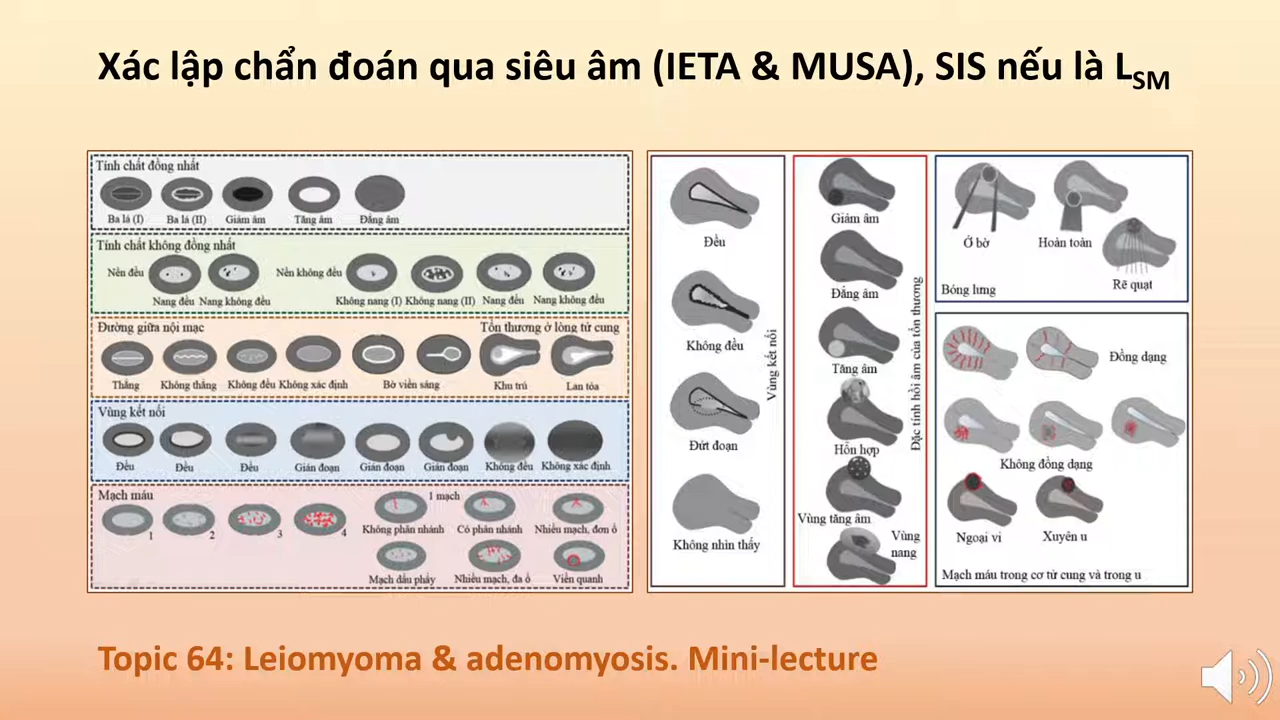 Xác lập chẩn đoán qua siêu âm (IETA & MUSA), SIS nếu là LSM
Tính chất đồng nhất
Ba lá (I) Ba lá (II) Giảm âm Tăng âm Đẳng âm
Tính chất không đồng nhất
Nền đều Nền không đều
Nang đều Nang không đều Không nang (I) Không nang (II) Nang đều Nang không đều
Đường giữa nội mạc Tổn thương ở lòng tử cung
Thẳng Không thẳng Không đều Không xác định Bờ viền sáng Khu trú Lan tỏa
Vùng kết nối
Đều Đều Đều Gián đoạn Gián đoạn Gián đoạn Không đều Không xác định
Mạch máu
1 2 3 4
1 mạch
Không phân nhánh Có phân nhánh Nhiều mạch, đơn ổ
Mạch dấu phẩy Nhiều mạch, đa ổ Viền quanh
Đều
Không đều
Đứt đoạn
Không nhìn thấy
Vùng kết nối
Giảm âm
Đẳng âm
Tăng âm
Hỗn hợp
Vùng tăng âm
Vùng nang
Đặc tính hồi âm của tổn thương
Ở bờ Hoàn toàn
Rẽ quạt
Bóng lưng
Đồng dạng
Không đồng dạng
Ngoại vi Xuyên u
Mạch máu trong cơ tử cung và trong u
Topic 64: Leiomyoma & adenomyosis. Mini-lecture